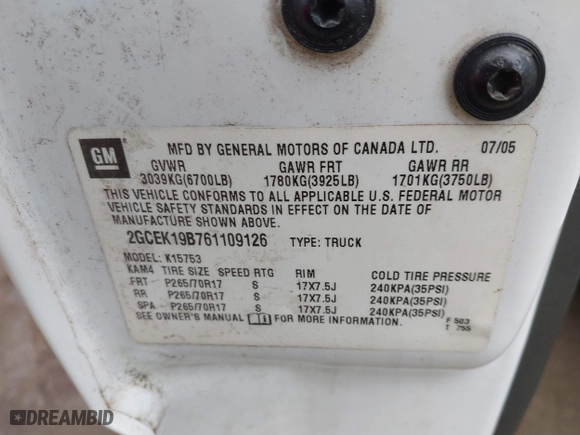 GM
MFD BY GENERAL MOTORS OF CANADA LTD. 07/05
GVWR GAWR FRT GAWR RR
3039KG(6700LB) 1780KG(3925LB) 1701KG(3750LB)
THIS VEHICLE CONFORMS TO ALL APPLICABLE U.S. FEDERAL MOTOR
VEHICLE SAFETY STANDARDS IN EFFECT ON THE DATE OF
MANUFACTURE SHOWN ABOVE.
2GCEK19B761109126 TYPE: TRUCK
MODEL: K15753
KAM4 TIRE SIZE SPEED RTG RIM COLD TIRE PRESSURE
FRT P265/70R17 S 17X7.5J 240KPA(35PSI)
RR P265/70R17 S 17X7.5J 240KPA(35PSI)
SPA P265/70R17 S 17X7.5J 240KPA(35PSI)
SEE OWNER'S MANUAL FOR MORE INFORMATION.
F 503
T 755
DREAMBID